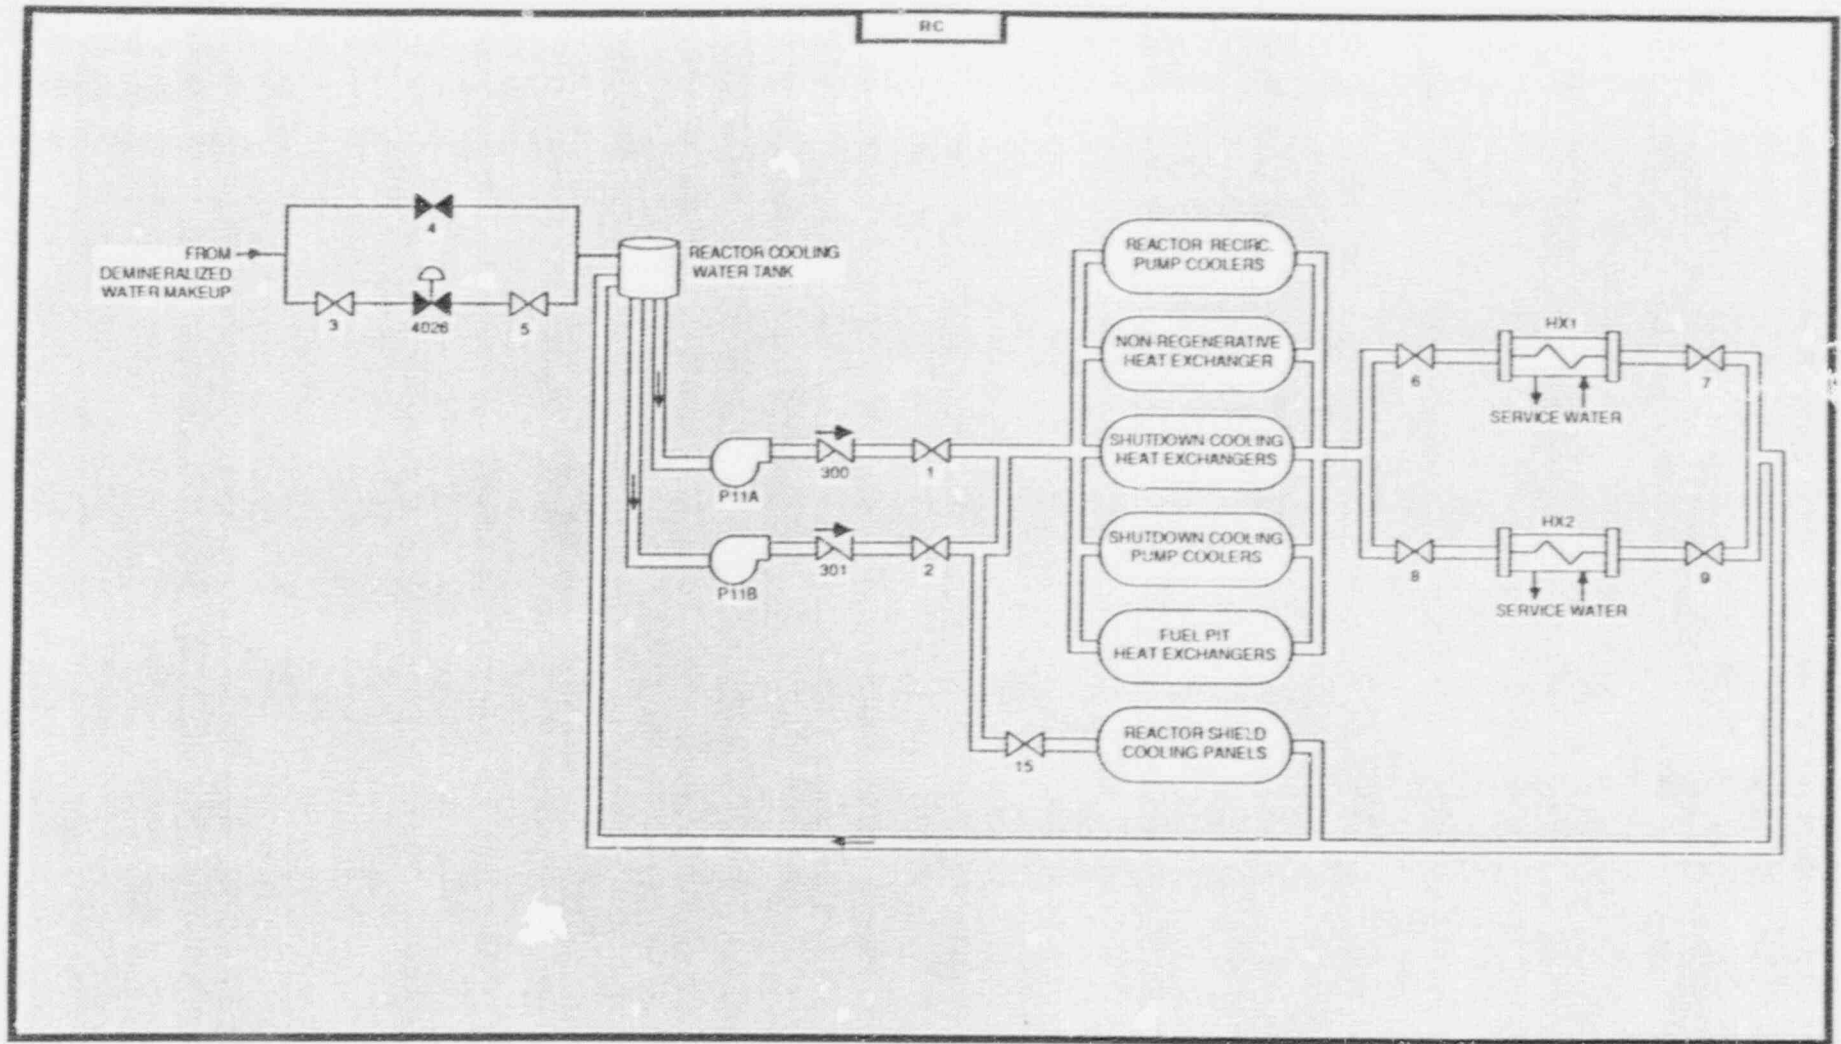 RC
4
FROM
DEMINERALIZED
WATER MAKEUP
3
4026
5
REACTOR COOLING
WATER TANK
REACTOR RECIRC.
PUMP COOLERS
NON-REGENERATIVE
HEAT EXCHANGER
SHUTDOWN COOLING
HEAT EXCHANGERS
SHUTDOWN COOLING
PUMP COOLERS
FUEL PIT
HEAT EXCHANGERS
REACTOR SHIELD
COOLING PANELS
P11A
300
1
P11B
301
2
15
HX1
6
7
SERVICE WATER
HX2
8
9
SERVICE WATER